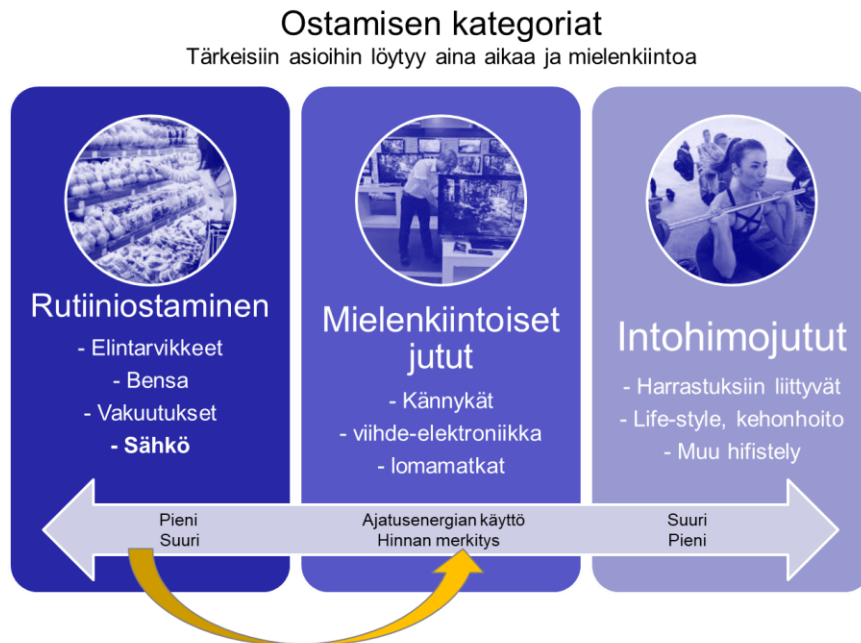 Ostamisen kategoriat
Tärkeisiin asioihin löytyy aina aikaa ja mielenkiintoa
Rutiiniostaminen
- Elintarvikkeet
- Bensa
- Vakuutukset
- Sähkö
Mielenkiintoiset
jutut
- Kännykät
- viihde-elektroniikka
- lomamatkat
Intohimojutut
- Harrastuksiin liittyvät
- Life-style, kehonhoito
- Muu hifistely
Pieni
Suuri
Ajatusenergian käyttö
Hinnan merkitys
Suuri
Pieni